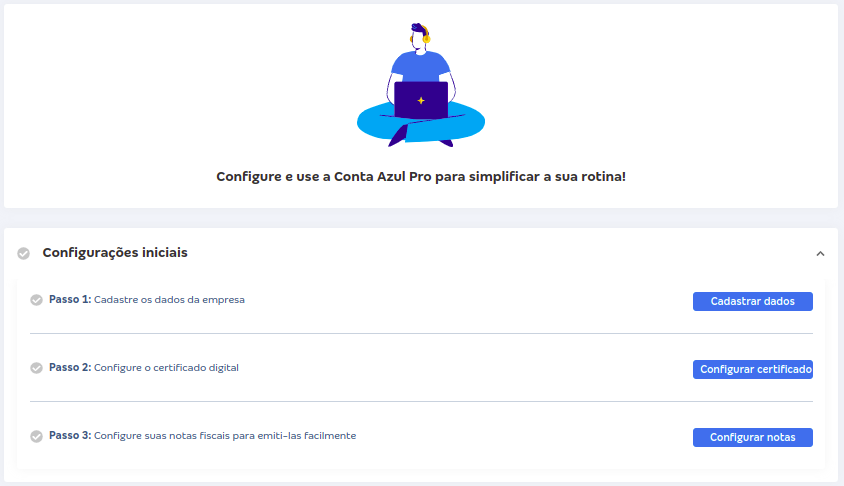 Configure e use a Conta Azul Pro para simplificar a sua rotina!
Configurações iniciais
Passo 1: Cadastre os dados da empresa
Cadastrar dados
Passo 2: Configure o certificado digital
Configurar certificado
Passo 3: Configure suas notas fiscais para emiti-las facilmente
Configurar notas